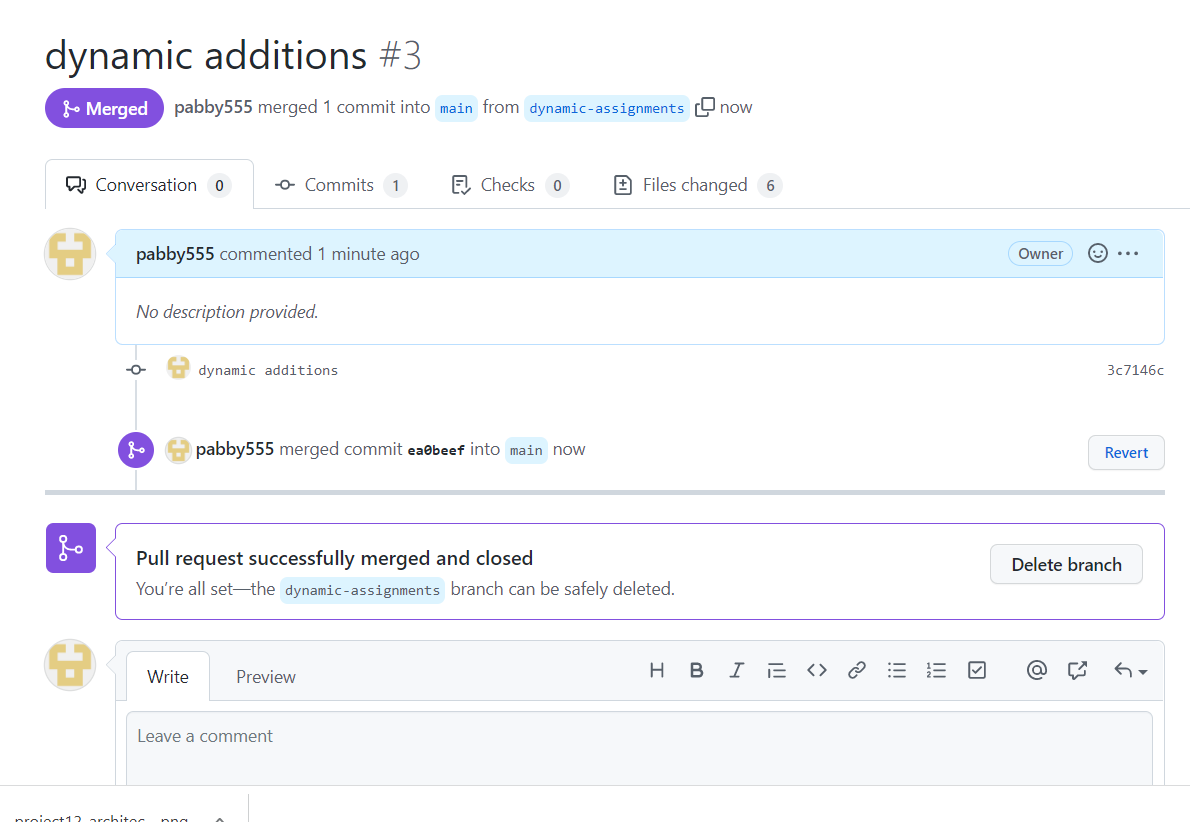 dynamic additions #3
Merged pabby555 merged 1 commit into main from dynamic-assignments now
Conversation 0 Commits 1 Checks 0 Files changed 6
pabby555 commented 1 minute ago Owner
No description provided.
dynamic additions 3c7146c
pabby555 merged commit ea0beef into main now Revert
Pull request successfully merged and closed
You’re all set—the dynamic-assignments branch can be safely deleted.
Delete branch
Write Preview
Leave a comment
project12_architec....png